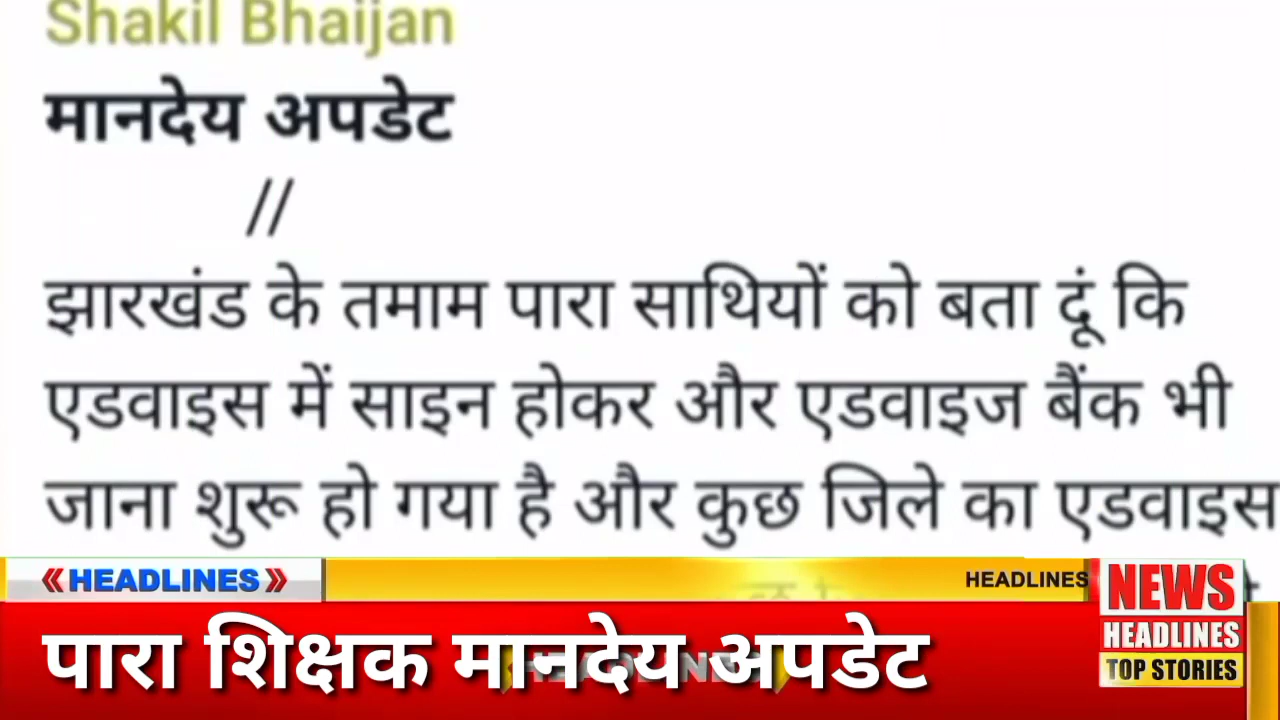 Shakil Bhaijan
मानदेय अपडेट
//
झारखंड के तमाम पारा साथियों को बता दूं कि
एडवाइस में साइन होकर और एडवाइज बैंक भी
जाना शुरू हो गया है और कुछ जिले का एडवाइस
HEADLINES
HEADLINES
NEWS
HEADLINES
TOP STORIES
पारा शिक्षक मानदेय अपडेट